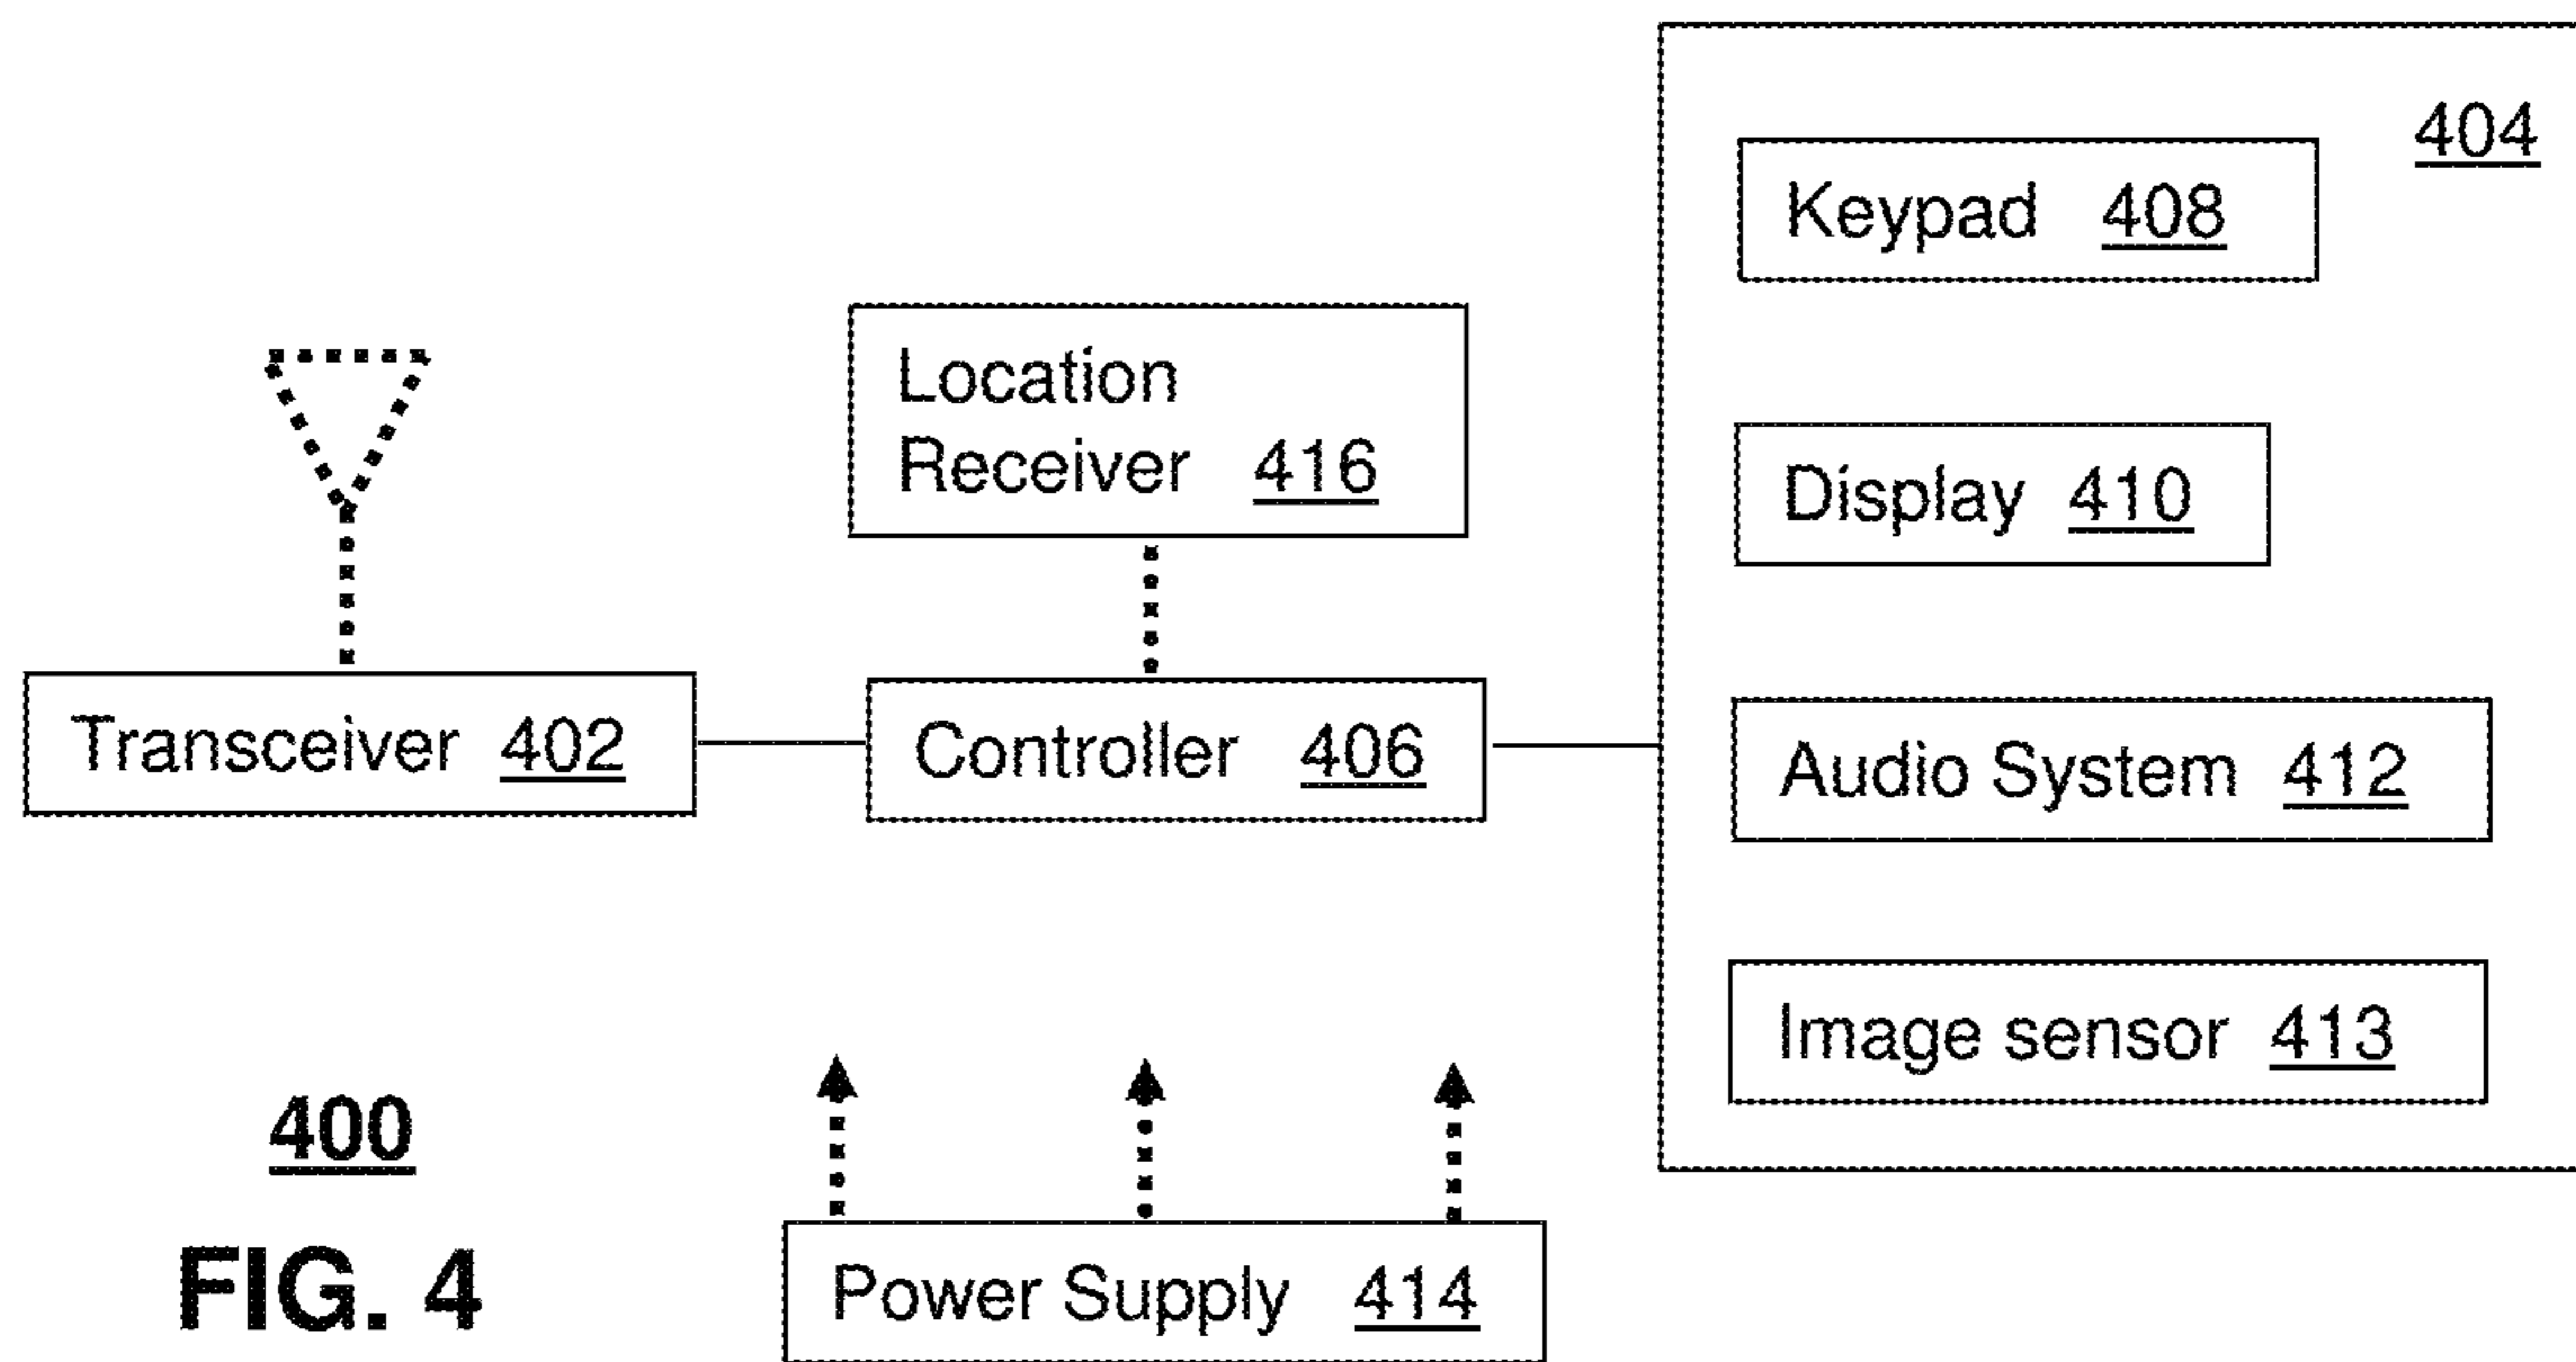 404
Keypad 408
Location
Receiver 416
Display 410
Transceiver 402
Controller 406
Audio System 412
Image sensor 413
400
FIG. 4
Power Supply 414